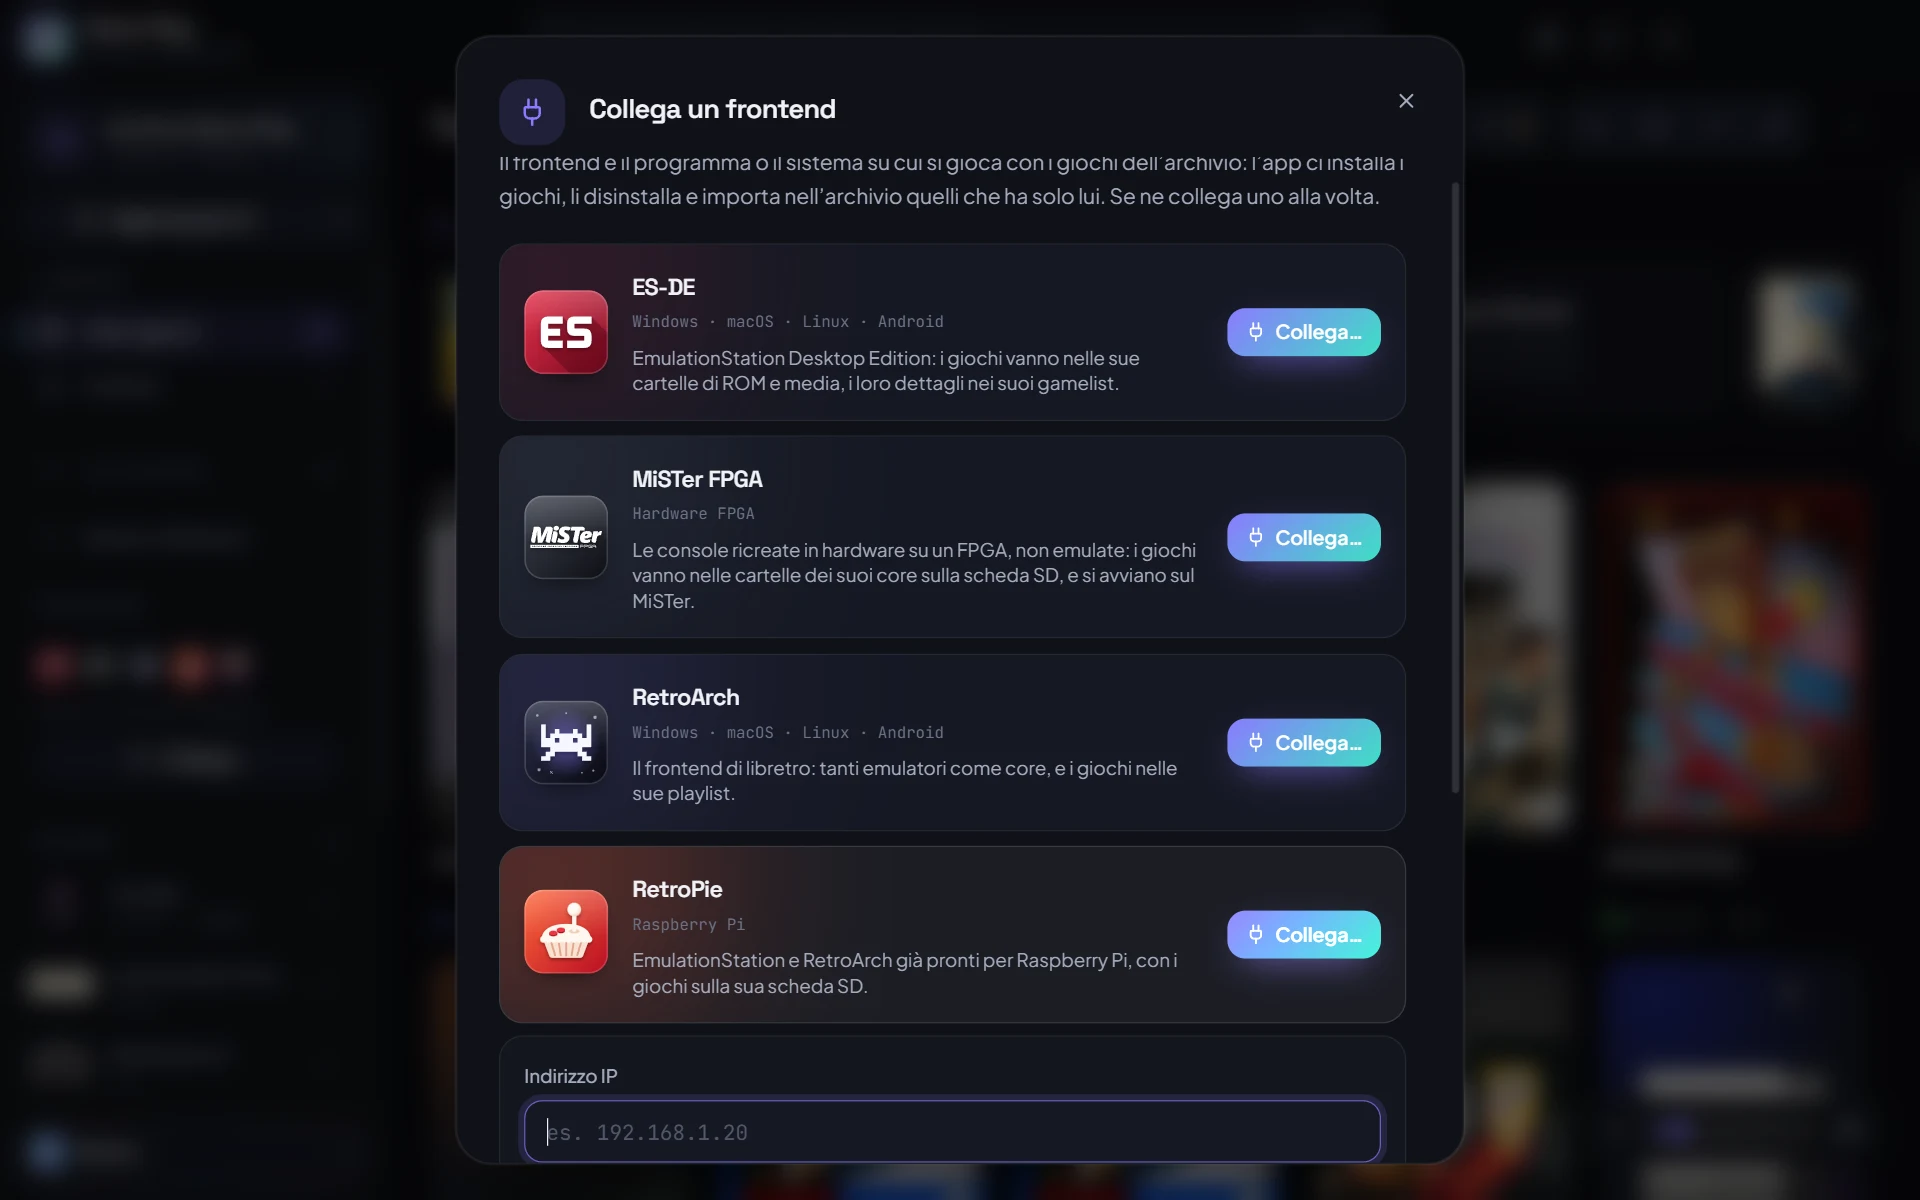 Collega un frontend
Il frontend è il programma o il sistema su cui si gioca con i giochi dell'archivio: l'app ci installa i
giochi, li disinstalla e importa nell'archivio quelli che ha solo lui. Se ne collega uno alla volta.
ES
ES-DE
Windows · macOS · Linux · Android
EmulationStation Desktop Edition: i giochi vanno nelle sue
cartelle di ROM e media, i loro dettagli nei suoi gamelist.
Collega…
MiSTer
FPGA
MiSTer FPGA
Hardware FPGA
Le console ricreate in hardware su un FPGA, non emulate: i giochi
vanno nelle cartelle dei suoi core sulla scheda SD, e si avviano sul
MiSTer.
Collega…
RetroArch
Windows · macOS · Linux · Android
Il frontend di libretro: tanti emulatori come core, e i giochi nelle
sue playlist.
Collega…
RetroPie
Raspberry Pi
EmulationStation e RetroArch già pronti per Raspberry Pi, con i
giochi sulla sua scheda SD.
Collega…
Indirizzo IP
es. 192.168.1.20